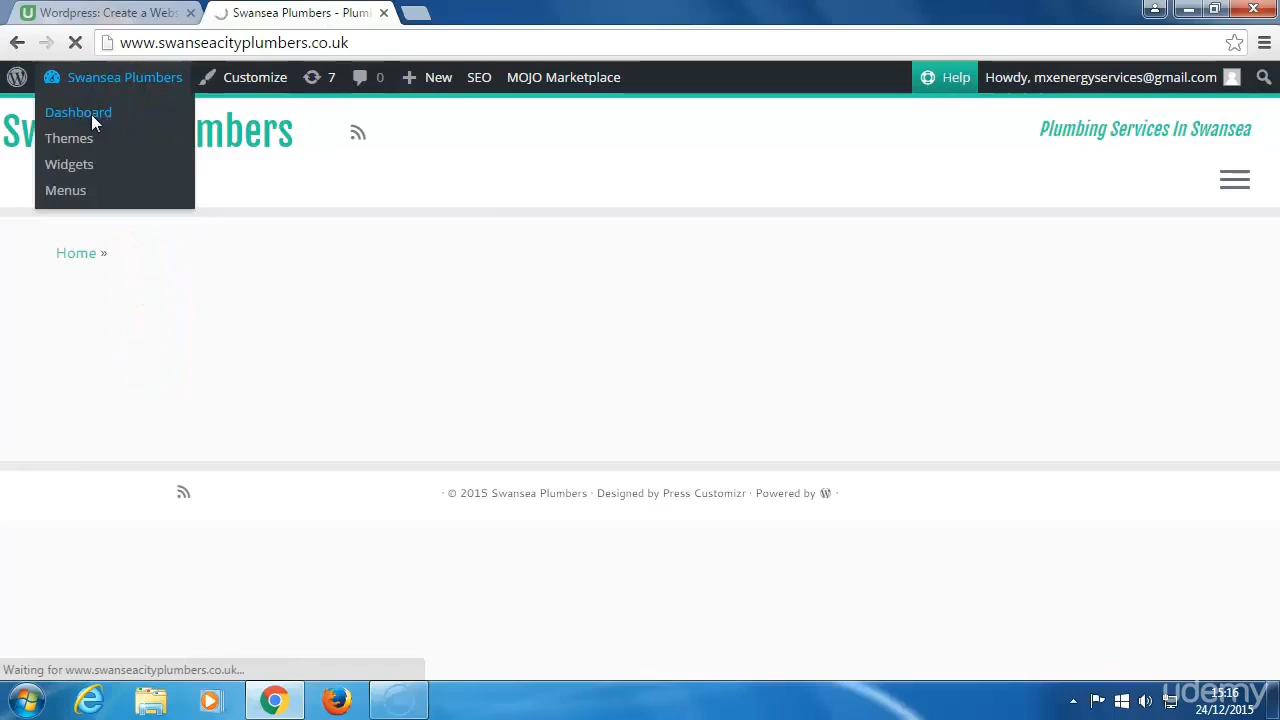 Wordpress: Create a Webs
Swansea Plumbers - Plum
www.swanseacityplumbers.co.uk
Swansea Plumbers Customize 7 0 New SEO MOJO Marketplace Help Howdy, mxenergyservices@gmail.com
Dashboard
Themes
Widgets
Menus
mbers
Plumbing Services In Swansea
Home »
· © 2015 Swansea Plumbers · Designed by Press Customizr · Powered by ·
Waiting for www.swanseacityplumbers.co.uk...
udemy
15:16
24/12/2015